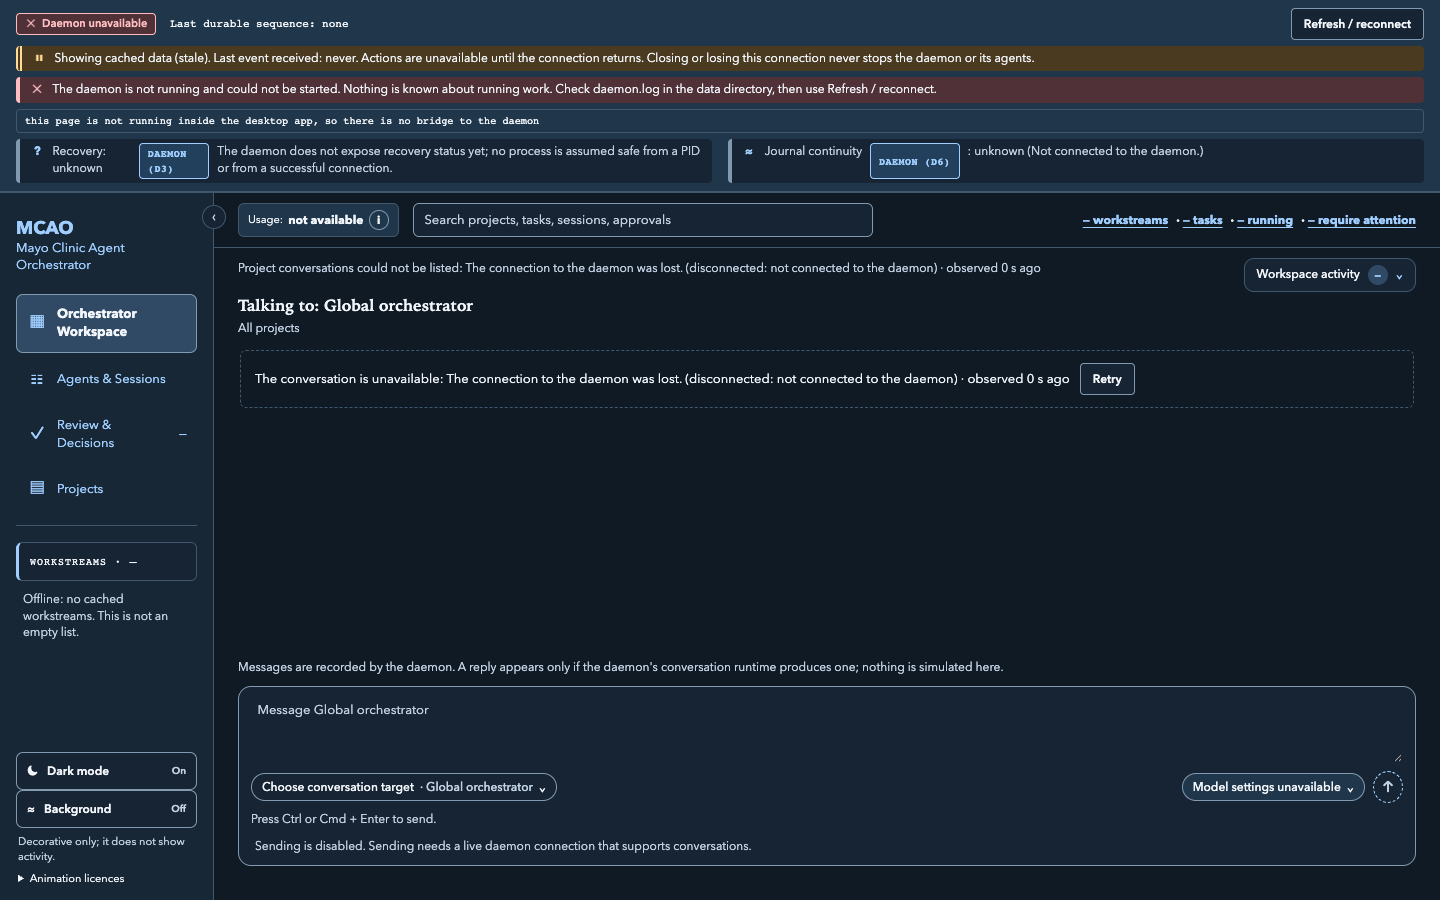 Daemon unavailable
Last durable sequence: none
Refresh / reconnect
Showing cached data (stale). Last event received: never. Actions are unavailable until the connection returns. Closing or losing this connection never stops the daemon or its agents.
The daemon is not running and could not be started. Nothing is known about running work. Check daemon.log in the data directory, then use Refresh / reconnect.
this page is not running inside the desktop app, so there is no bridge to the daemon
? Recovery:
unknown
DAEMON
(D3)
The daemon does not expose recovery status yet; no process is assumed safe from a PID
or from a successful connection.
≈ Journal continuity
DAEMON (D6)
: unknown (Not connected to the daemon.)
MCAO
Mayo Clinic Agent
Orchestrator
Orchestrator
Workspace
Agents & Sessions
Review &
Decisions
–
Projects
WORKSTREAMS · —
Offline: no cached
workstreams. This is not an
empty list.
Dark mode On
≈ Background Off
Decorative only; it does not show
activity.
Animation licences
Usage: not available i
Search projects, tasks, sessions, approvals
– workstreams · – tasks · – running · – require attention
Project conversations could not be listed: The connection to the daemon was lost. (disconnected: not connected to the daemon) · observed 0 s ago
Workspace activity –
Talking to: Global orchestrator
All projects
The conversation is unavailable: The connection to the daemon was lost. (disconnected: not connected to the daemon) · observed 0 s ago
Retry
Messages are recorded by the daemon. A reply appears only if the daemon's conversation runtime produces one; nothing is simulated here.
Message Global orchestrator
Choose conversation target · Global orchestrator
Model settings unavailable
Press Ctrl or Cmd + Enter to send.
Sending is disabled. Sending needs a live daemon connection that supports conversations.